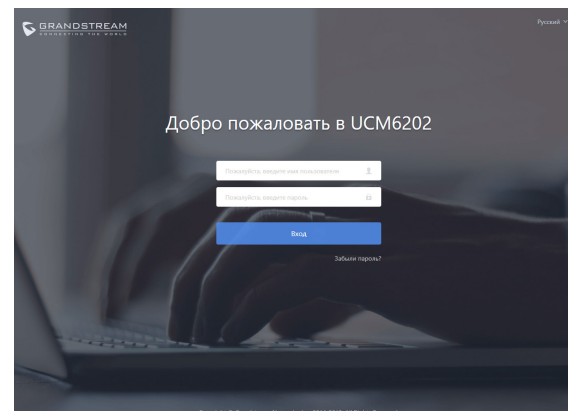 GRANDSTREAM
CONNECTING THE WORLD
Русский
Добро пожаловать в UCM6202
Пожалуйста, введите имя пользователя
Пожалуйста, введите пароль
Вход
Забыли пароль?